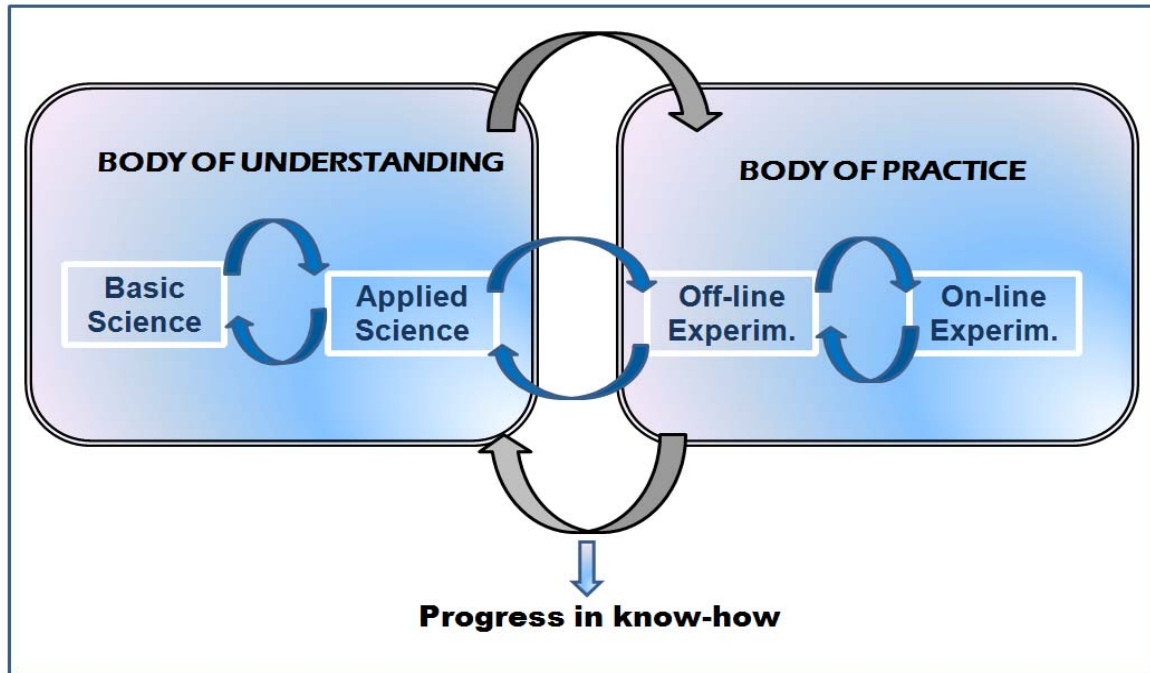 BODY OF UNDERSTANDING
BODY OF PRACTICE
Basic
Science
Applied
Science
Off-line
Experim.
On-line
Experim.
Progress in know-how